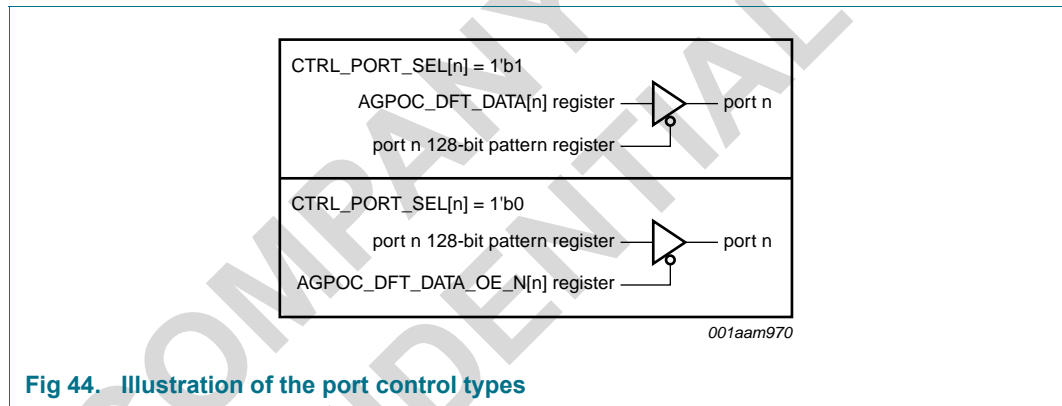 COMPANY
CONFIDENTIAL
CTRL_PORT_SEL[n] = 1'b1
AGPOC_DFT_DATA[n] register
port n
port n 128-bit pattern register
CTRL_PORT_SEL[n] = 1'b0
port n 128-bit pattern register
port n
AGPOC_DFT_DATA_OE_N[n] register
001aam970
Fig 44. Illustration of the port control types